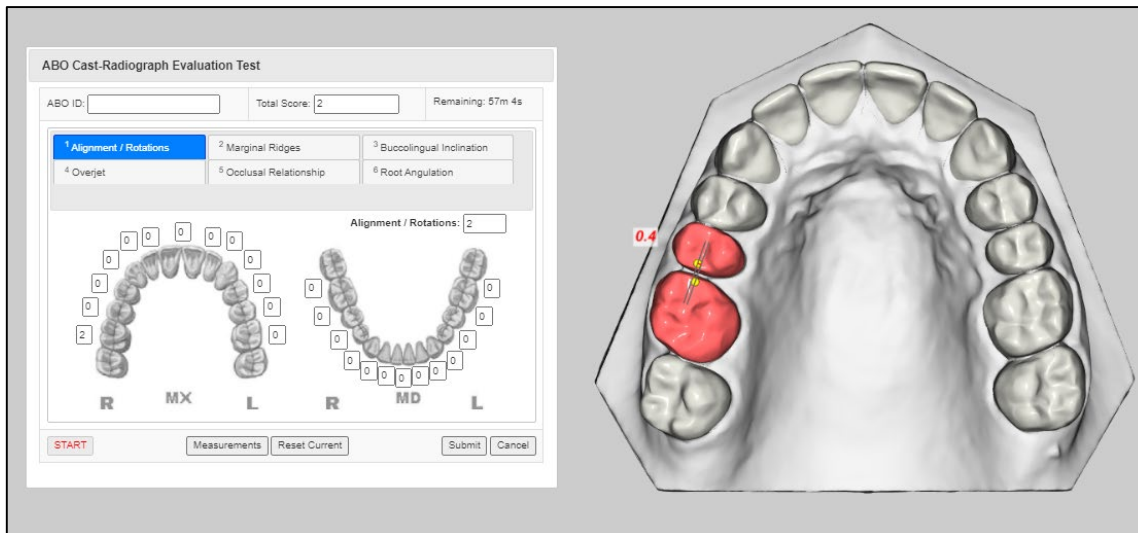 ABO Cast-Radiograph Evaluation Test
ABO ID: Total Score: 2 Remaining: 57m 4s
1 Alignment / Rotations 2 Marginal Ridges 3 Buccolingual Inclination
4 Overjet 5 Occlusal Relationship 6 Root Angulation
Alignment / Rotations: 2
0 0 0 0 0
0 0
0 0 0 0
0 0 0 0
2 0 0 0
0 0
0 0 0 0 0
R MX L R MD L
START Measurements Reset Current Submit Cancel
0.4